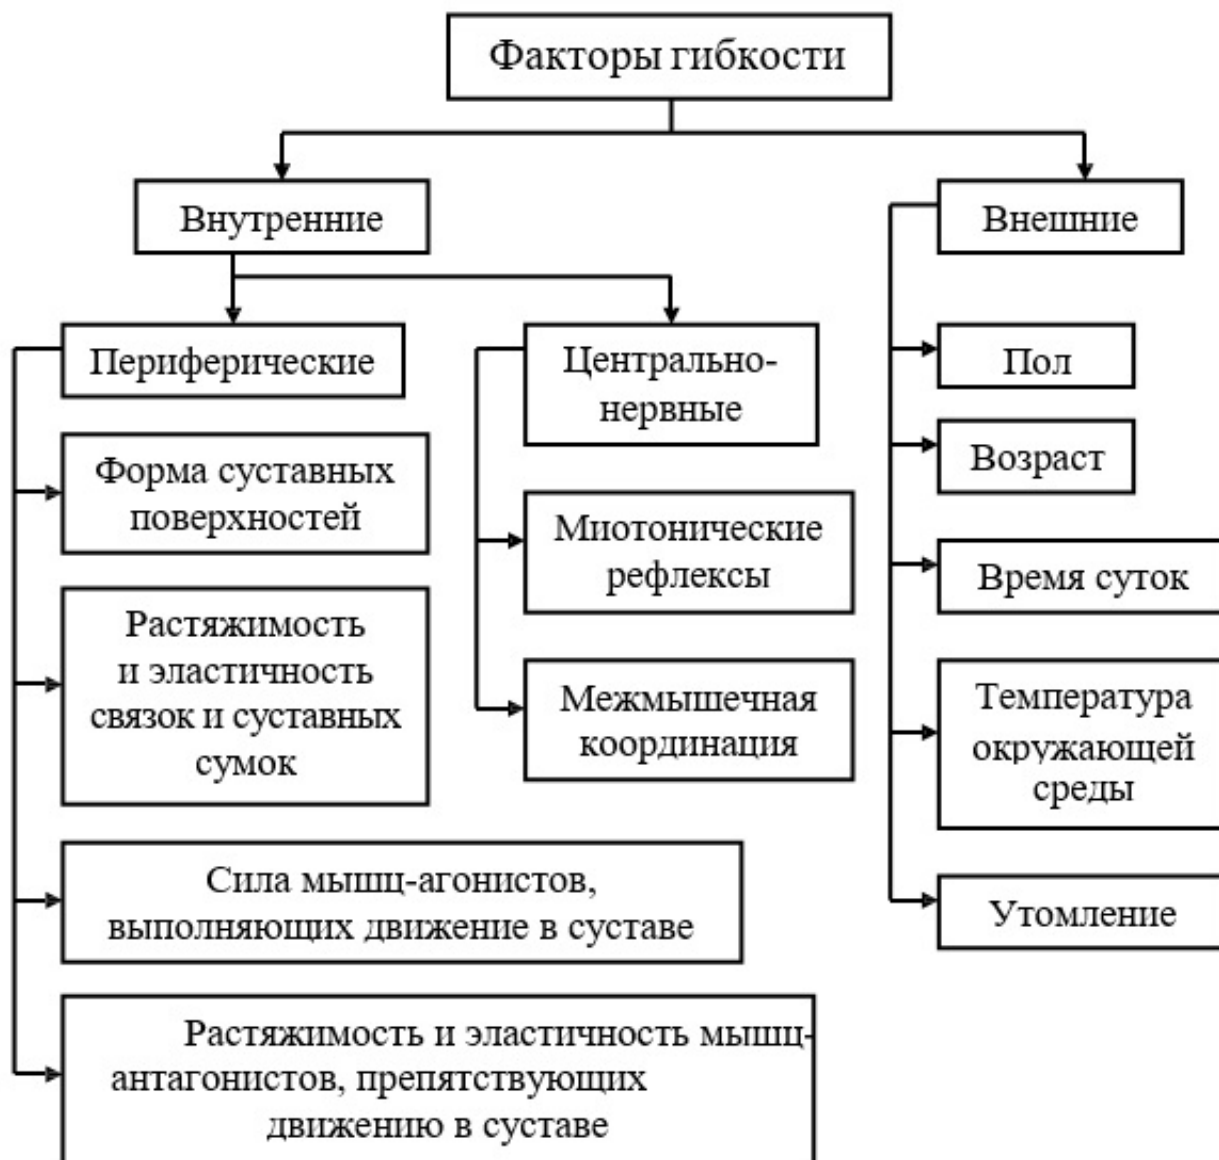 Факторы гибкости
Внутренние
Внешние
Периферические
Центрально-
нервные
Пол
Форма суставных
поверхностей
Возраст
Миотонические
рефлексы
Время суток
Растяжимость
и эластичность
связок и суставных
сумок
Межмышечная
координация
Температура
окружающей
среды
Сила мышц-агонистов,
выполняющих движение в суставе
Утомление
Растяжимость и эластичность мышц-
антагонистов, препятствующих
движению в суставе